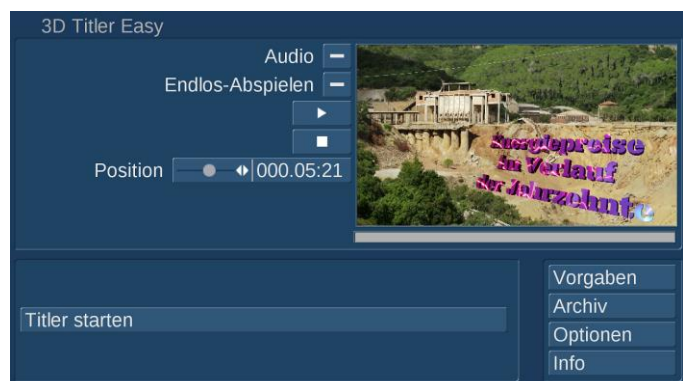 3D Titler Easy
Audio
Endlos-Abspielen
Position 000.05:21
Energiepreise
im Verlauf
der Jahrzehnte
Titler starten
Vorgaben
Archiv
Optionen
Info